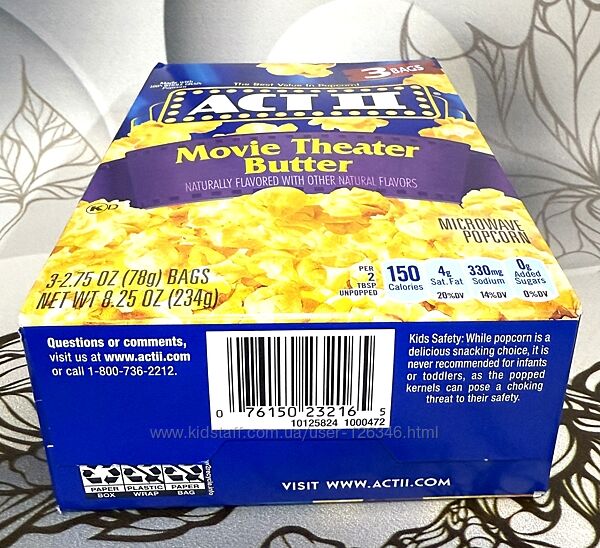 The Best Value In Popcorn!
3 BAGS
ACT II
Movie Theater
Butter
NATURALLY FLAVORED WITH OTHER NATURAL FLAVORS
K D
MICROWAVE
POPCORN
3-2.75 OZ (78g) BAGS
NET WT 8.25 OZ (234g)
PER
2
TBSP
UNPOPPED
150
Calories
4g
Sat. Fat
20%DV
330mg
Sodium
14%DV
0g
Added
Sugars
0%DV
Questions or comments,
visit us at www.actii.com
or call 1-800-736-2212.
0 76150 23216 5
10125824 1000472
Kids Safety: While popcorn is a
delicious snacking choice, it is
never recommended for infants
or toddlers, as the popped
kernels can pose a choking
threat to their safety.
www.kidstaff.com.ua/user-126346.html
PAPER
BOX
PLASTIC
WRAP
PAPER
BAG
VISIT WWW.ACTII.COM